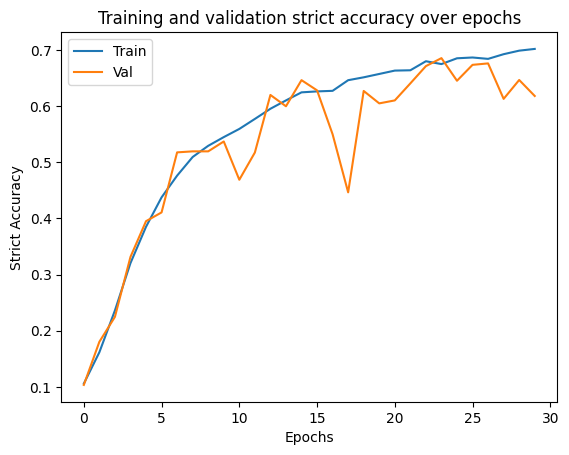 Training and validation strict accuracy over epochs
Train
Val
0.7
0.6
0.5
0.4
0.3
0.2
0.1
Strict Accuracy
0 5 10 15 20 25 30
Epochs